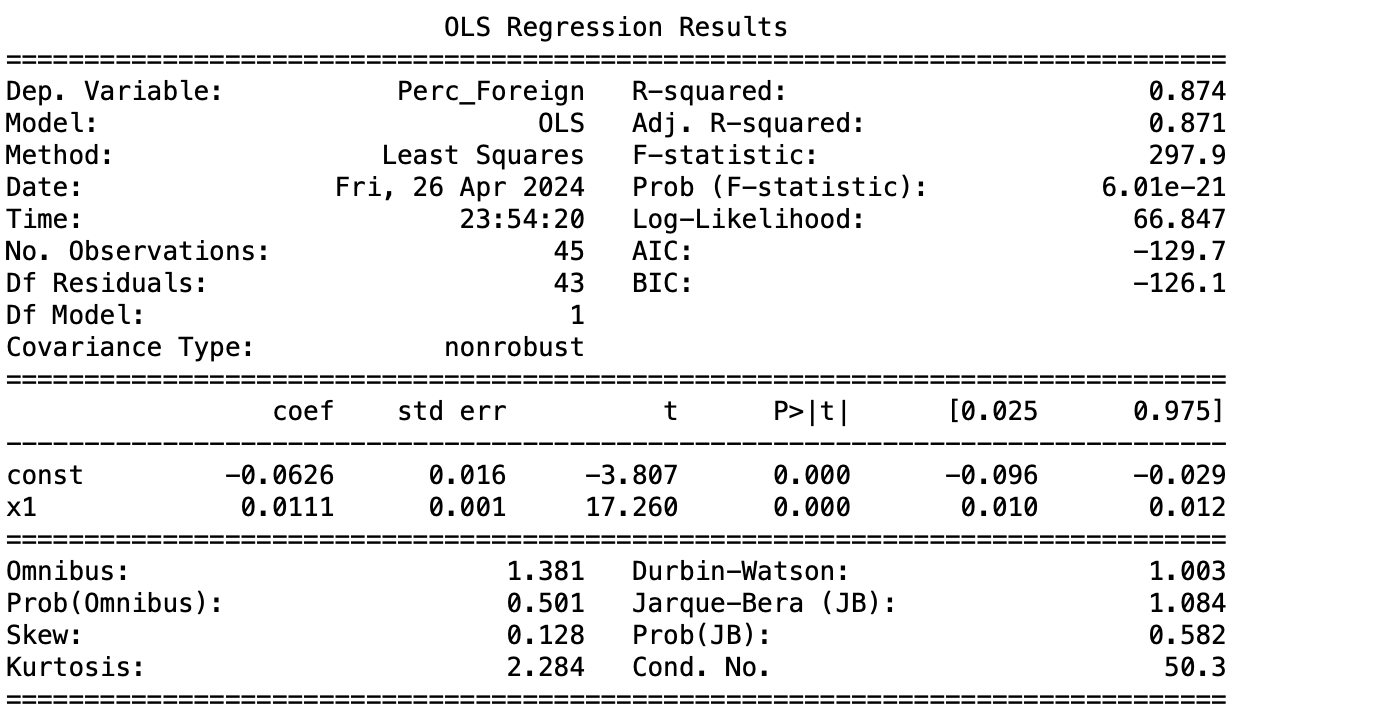 OLS Regression Results
==============================================================================
Dep. Variable:           Perc_Foreign   R-squared:                       0.874
Model:                            OLS   Adj. R-squared:                  0.871
Method:                 Least Squares   F-statistic:                     297.9
Date:                Fri, 26 Apr 2024   Prob (F-statistic):           6.01e-21
Time:                        23:54:20   Log-Likelihood:                 66.847
No. Observations:                  45   AIC:                            -129.7
Df Residuals:                      43   BIC:                            -126.1
Df Model:                           1
Covariance Type:            nonrobust
==============================================================================
                 coef    std err          t      P>|t|      [0.025      0.975]
------------------------------------------------------------------------------
const         -0.0626      0.016     -3.807      0.000      -0.096      -0.029
x1             0.0111      0.001     17.260      0.000       0.010       0.012
==============================================================================
Omnibus:                        1.381   Durbin-Watson:                   1.003
Prob(Omnibus):                  0.501   Jarque-Bera (JB):                1.084
Skew:                           0.128   Prob(JB):                        0.582
Kurtosis:                       2.284   Cond. No.                         50.3
==============================================================================